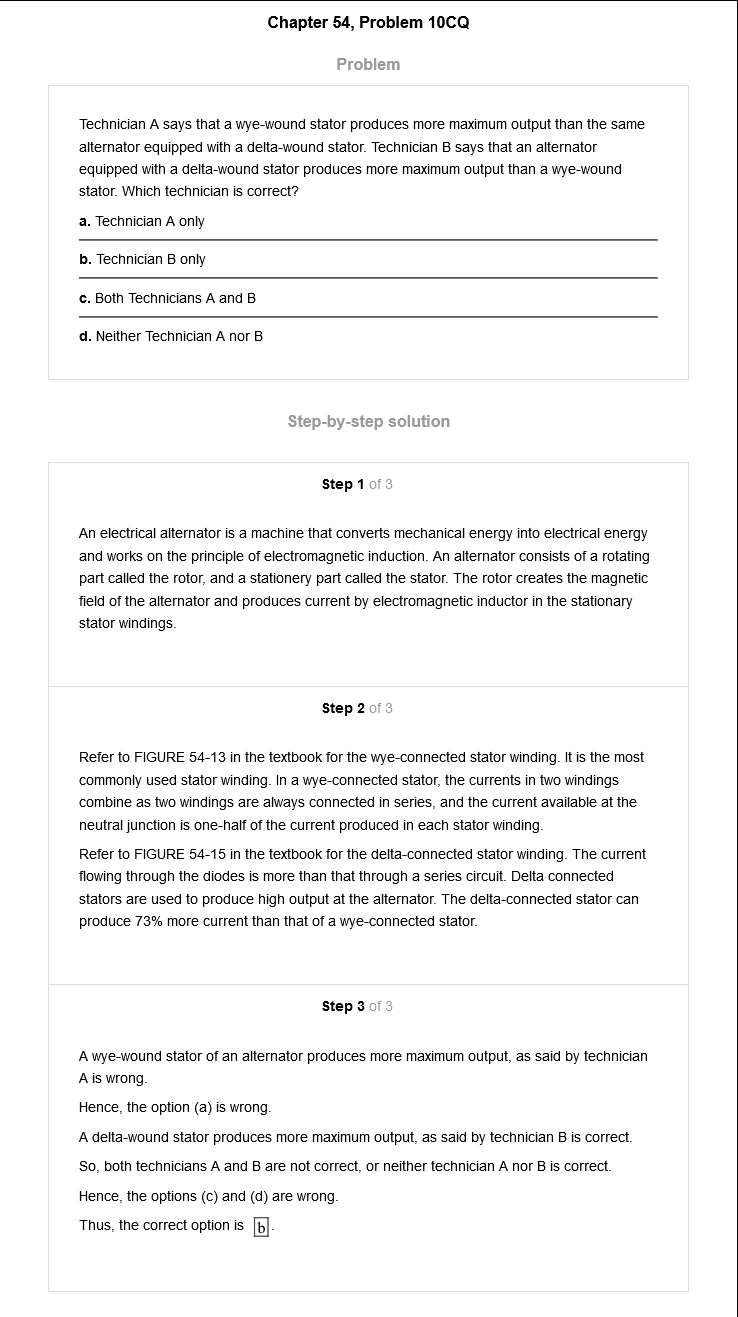 Chapter 54, Problem 10CQ
Problem
Technician A says that a wye-wound stator produces more maximum output than the same
alternator equipped with a delta-wound stator. Technician B says that an alternator
equipped with a delta-wound stator produces more maximum output than a wye-wound
stator. Which technician is correct?
a. Technician A only
b. Technician B only
c. Both Technicians A and B
d. Neither Technician A nor B
Step-by-step solution
Step 1 of 3
An electrical alternator is a machine that converts mechanical energy into electrical energy
and works on the principle of electromagnetic induction. An alternator consists of a rotating
part called the rotor, and a stationery part called the stator. The rotor creates the magnetic
field of the alternator and produces current by electromagnetic inductor in the stationary
stator windings.
Step 2 of 3
Refer to FIGURE 54-13 in the textbook for the wye-connected stator winding. It is the most
commonly used stator winding. In a wye-connected stator, the currents in two windings
combine as two windings are always connected in series, and the current available at the
neutral junction is one-half of the current produced in each stator winding.
Refer to FIGURE 54-15 in the textbook for the delta-connected stator winding. The current
flowing through the diodes is more than that through a series circuit. Delta connected
stators are used to produce high output at the alternator. The delta-connected stator can
produce 73% more current than that of a wye-connected stator.
Step 3 of 3
A wye-wound stator of an alternator produces more maximum output, as said by technician
A is wrong.
Hence, the option (a) is wrong.
A delta-wound stator produces more maximum output, as said by technician B is correct.
So, both technicians A and B are not correct, or neither technician A nor B is correct.
Hence, the options (c) and (d) are wrong.
Thus, the correct option is b.